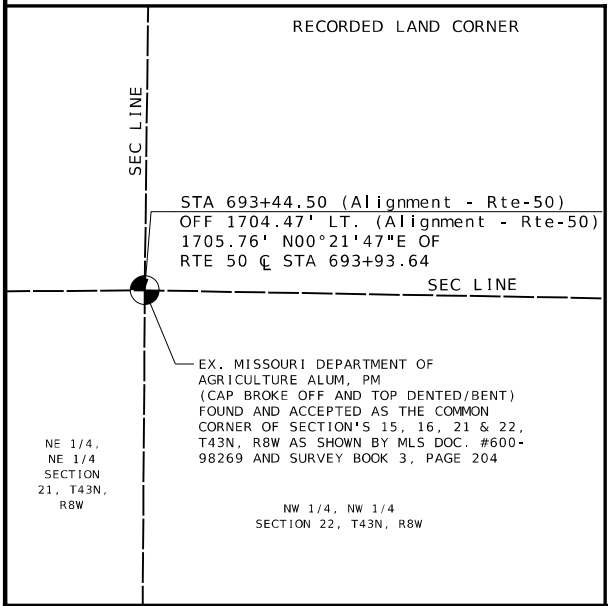 RECORDED LAND CORNER
SEC LINE
STA 693+44.50 (Alignment - Rte-50)
OFF 1704.47' LT. (Alignment - Rte-50)
1705.76' N00°21'47"E OF
RTE 50 ℄ STA 693+93.64
SEC LINE
EX. MISSOURI DEPARTMENT OF
AGRICULTURE ALUM, PM
(CAP BROKE OFF AND TOP DENTED/BENT)
FOUND AND ACCEPTED AS THE COMMON
CORNER OF SECTION'S 15, 16, 21 & 22,
T43N, R8W AS SHOWN BY MLS DOC. #600-
98269 AND SURVEY BOOK 3, PAGE 204
NE 1/4,
NE 1/4
SECTION
21, T43N,
R8W
NW 1/4, NW 1/4
SECTION 22, T43N, R8W